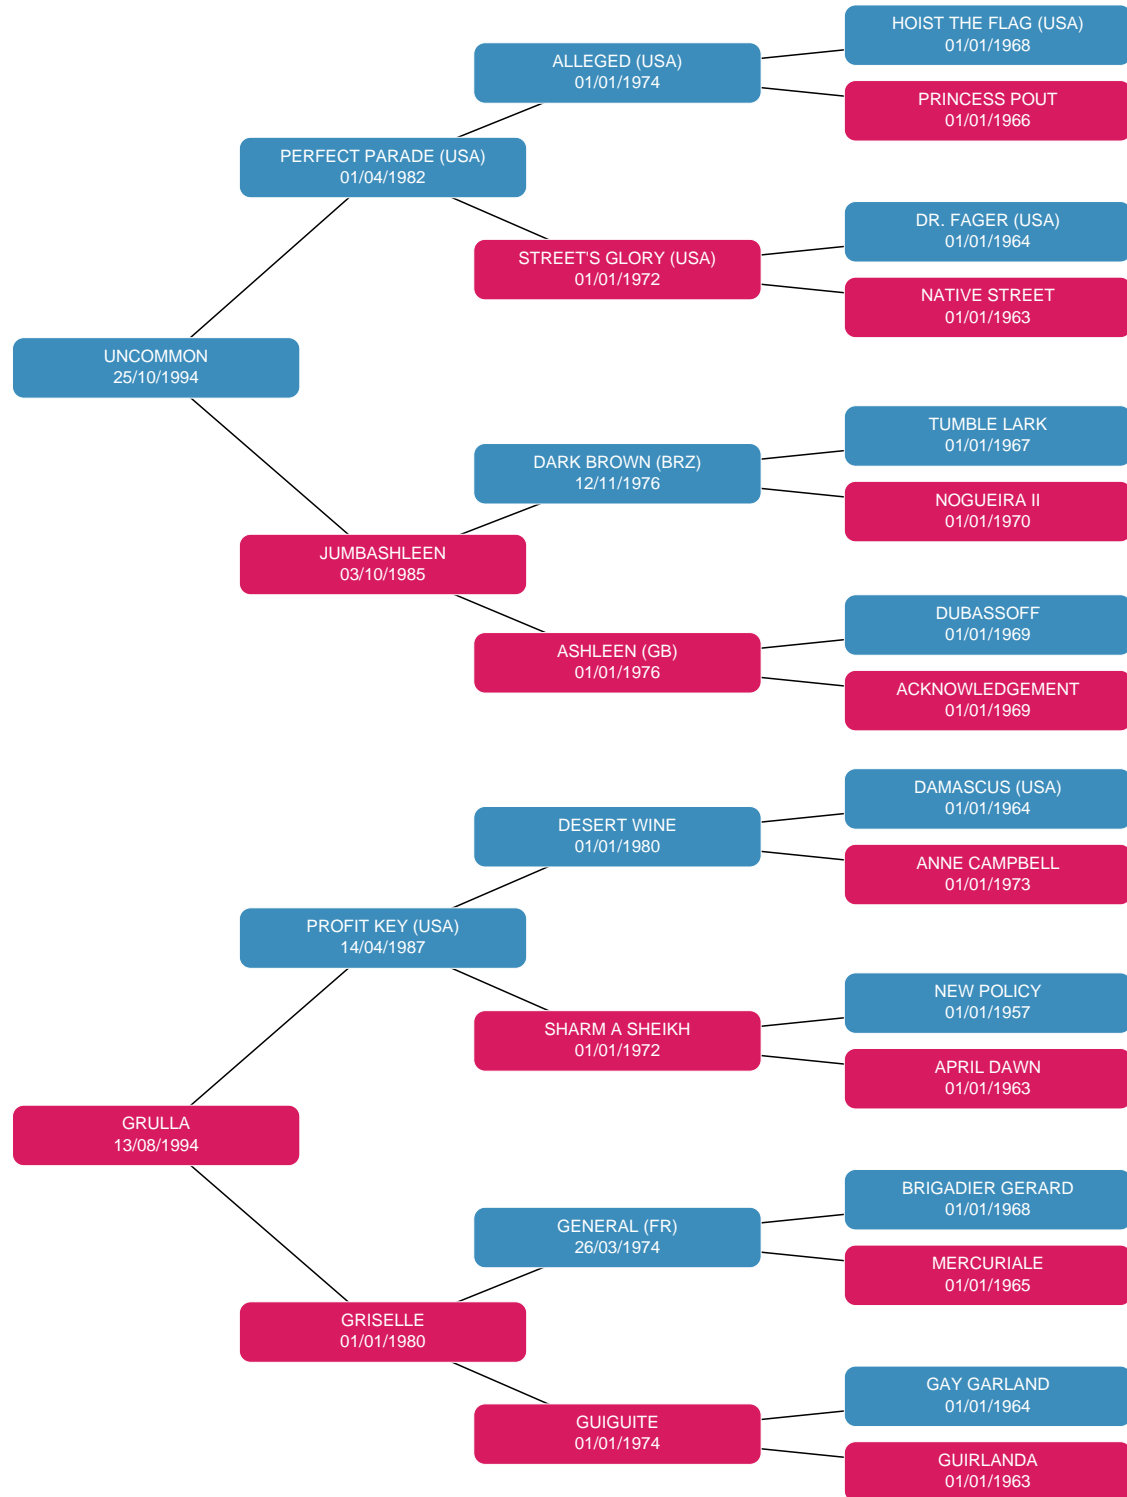 HOIST THE FLAG (USA)
01/01/1968
ALLEGED (USA)
01/01/1974
PRINCESS POUT
01/01/1966
PERFECT PARADE (USA)
01/04/1982
DR. FAGER (USA)
01/01/1964
STREET'S GLORY (USA)
01/01/1972
NATIVE STREET
01/01/1963
UNCOMMON
25/10/1994
TUMBLE LARK
01/01/1967
DARK BROWN (BRZ)
12/11/1976
NOGUEIRA II
01/01/1970
JUMBASHLEEN
03/10/1985
DUBASSOFF
01/01/1969
ASHLEEN (GB)
01/01/1976
ACKNOWLEDGEMENT
01/01/1969
DAMASCUS (USA)
01/01/1964
DESERT WINE
01/01/1980
ANNE CAMPBELL
01/01/1973
PROFIT KEY (USA)
14/04/1987
NEW POLICY
01/01/1957
SHARM A SHEIKH
01/01/1972
APRIL DAWN
01/01/1963
GRULLA
13/08/1994
BRIGADIER GERARD
01/01/1968
GENERAL (FR)
26/03/1974
MERCURIALE
01/01/1965
GRISELLE
01/01/1980
GAY GARLAND
01/01/1964
GUIGUITE
01/01/1974
GUIRLANDA
01/01/1963